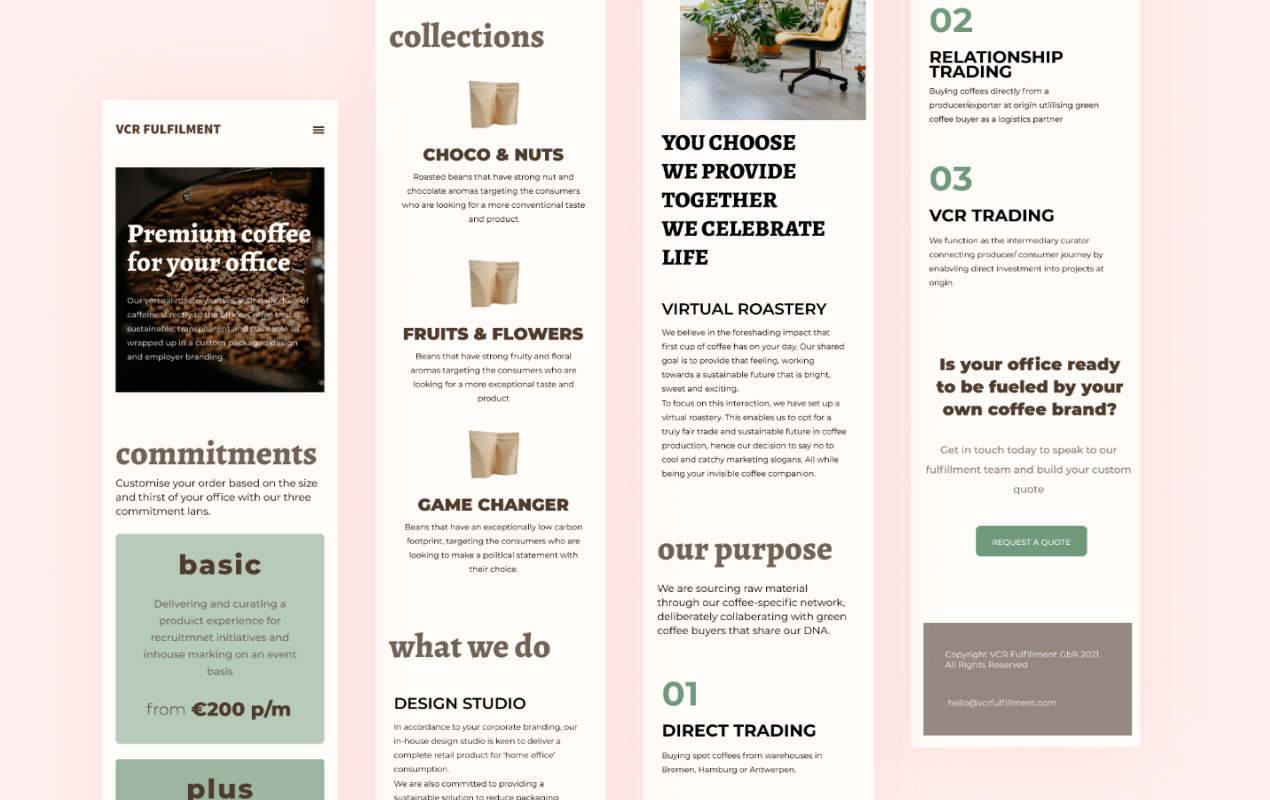 VCR FULFILMENT
Premium coffee
for your office
Our vertual roastery serves your daily dose of
caffeine directly to the office. Coffee that is
sustainable, transpoarent and traceable all
wrapped up in a custom packaged design
and employer branding.
commitments
Customise your order based on the size
and thirst of your office with our three
commitment lans.
basic
Delivering and curating a
produict experience for
recruitmnet initiatives and
inhouse marking on an event
basis
from €200 p/m
plus
collections
CHOCO & NUTS
Roasted beans that have strong nut and
chocolate aromas targeting the consumers
who are looking for a more conventional taste
and product
FRUITS & FLOWERS
Beans that have strong fruity and floral
aromas targeting the consumers who are
looking for a more exceptional taste and
product
GAME CHANGER
Beans that have an exceptionally low carbon
footprint, targeting the consumers who are
looking to make a political statement with
their choice.
what we do
DESIGN STUDIO
In accordance to your corporate branding, our
in-house design studio is keen to deliver a
complete retail product for 'home office'
consumption.
We are also committed to providing a
sustainable solution to reduce packaging
YOU CHOOSE
WE PROVIDE
TOGETHER
WE CELEBRATE
LIFE
VIRTUAL ROASTERY
We believe in the foreshading impact that
first cup of coffee has on your day. Our shared
goal is to provide that feeling, working
towards a sustainable future that is bright,
sweet and exciting.
To focus on this interaction, we have set up a
virtual roastery. This enables us to opt for a
truly fair trade and sustainable future in coffee
production, hence our decision to say no to
cool and catchy marketing slogans. All while
being your invisible coffee companion.
our purpose
We are sourcing raw material
through our coffee-specific network,
deliberately collaberating with green
coffee buyers that share our DNA.
01
DIRECT TRADING
Buying spot coffees from warehouses in
Bremen, Hamburg or Antwerpen.
02
RELATIONSHIP
TRADING
Buying coffees directly from a
producer/exporter at origin utlilising green
coffee buyer as a logistics partner
03
VCR TRADING
We function as the intermediary curator
connecting producer/ consumer journey by
enabvling direct investment into projects at
origin.
Is your office ready
to be fueled by your
own coffee brand?
Get in touch today to speak to our
fulfillment team and build your custom
quote
REQUEST A QUOTE
Copyright VCR Fulfillment GbR 2021.
All Rights Reserved
hello@vcrfulfillment.com